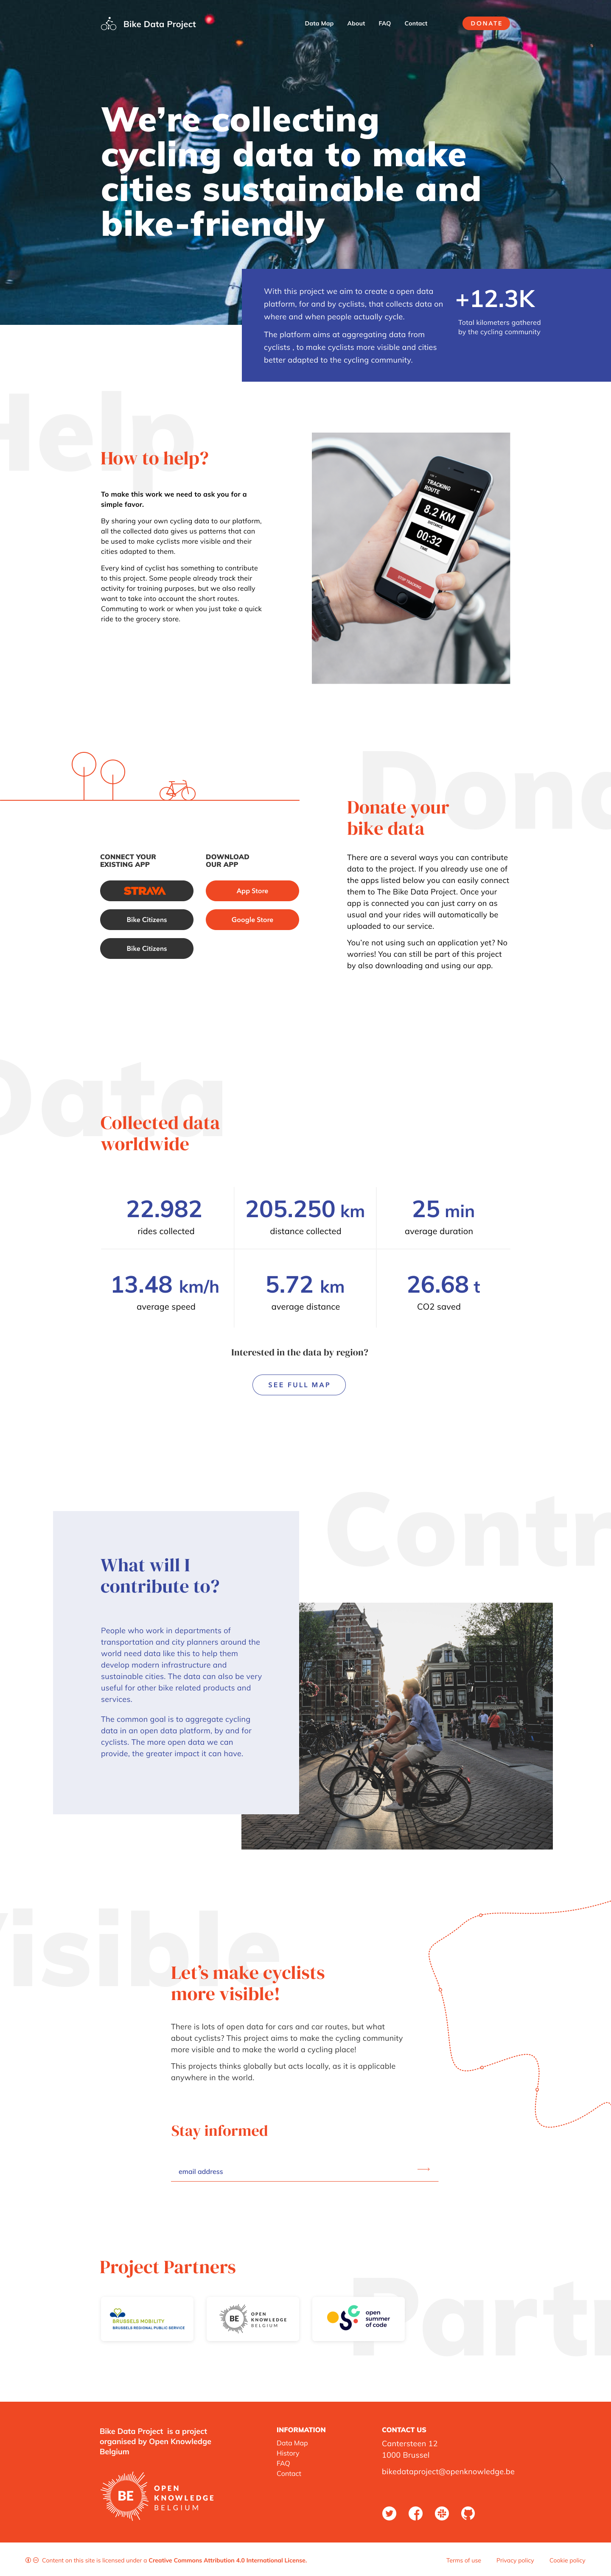 Bike Data Project
Data Map
About
FAQ
Contact
DONATE
We're collecting
cycling data to make
cities sustainable and
bike-friendly
With this project we aim to create a open data
platform, for and by cyclists, that collects data on
where and when people actually cycle.
The platform aims at aggregating data from
cyclists , to make cyclists more visible and cities
better adapted to the cycling community.
+12.3K
Total kilometers gathered
by the cycling community
Help
How to help?
To make this work we need to ask you for a
simple favor.
By sharing your own cycling data to our platform,
all the collected data gives us patterns that can
be used to make cyclists more visible and their
cities adapted to them.
Every kind of cyclist has something to contribute
to this project. Some people already track their
activity for training purposes, but we also really
want to take into account the short routes.
Commuting to work or when you just take a quick
ride to the grocery store.
TRACKING
ROUTE
8.2 KM
DISTANCE
00:32
TIME
STOP TRACKING
Dona
Donate your
bike data
There are a several ways you can contribute
data to the project. If you already use one of
the apps listed below you can easily connect
them to The Bike Data Project. Once your
app is connected you can just carry on as
usual and your rides will automatically be
uploaded to our service.
You're not using such an application yet? No
worries! You can still be part of this project
by also downloading and using our app.
CONNECT YOUR
EXISTING APP
STRAVA
Bike Citizens
Bike Citizens
DOWNLOAD
OUR APP
App Store
Google Store
Data
Collected data
worldwide
22.982
rides collected
205.250 km
distance collected
25 min
average duration
13.48 km/h
average speed
5.72 km
average distance
26.68 t
CO2 saved
Interested in the data by region?
SEE FULL MAP
Contr
What will I
contribute to?
People who work in departments of
transportation and city planners around the
world need data like this to help them
develop modern infrastructure and
sustainable cities. The data can also be very
useful for other bike related products and
services.
The common goal is to aggregate cycling
data in an open data platform, by and for
cyclists. The more open data we can
provide, the greater impact it can have.
Visible
Let's make cyclists
more visible!
There is lots of open data for cars and car routes, but what
about cyclists? This project aims to make the cycling community
more visible and to make the world a cycling place!
This projects thinks globally but acts locally, as it is applicable
anywhere in the world.
Stay informed
email address
Partn
Project Partners
BRUSSELS MOBILITY
BRUSSELS REGIONAL PUBLIC SERVICE
BE
OPEN
KNOWLEDGE
BELGIUM
open
summer
of code
Bike Data Project is a project
organised by Open Knowledge
Belgium
BE
OPEN
KNOWLEDGE
BELGIUM
INFORMATION
Data Map
History
FAQ
Contact
CONTACT US
Cantersteen 12
1000 Brussel
bikedataproject@openknowledge.be
Content on this site is licensed under a Creative Commons Attribution 4.0 International License.
Terms of use
Privacy policy
Cookie policy